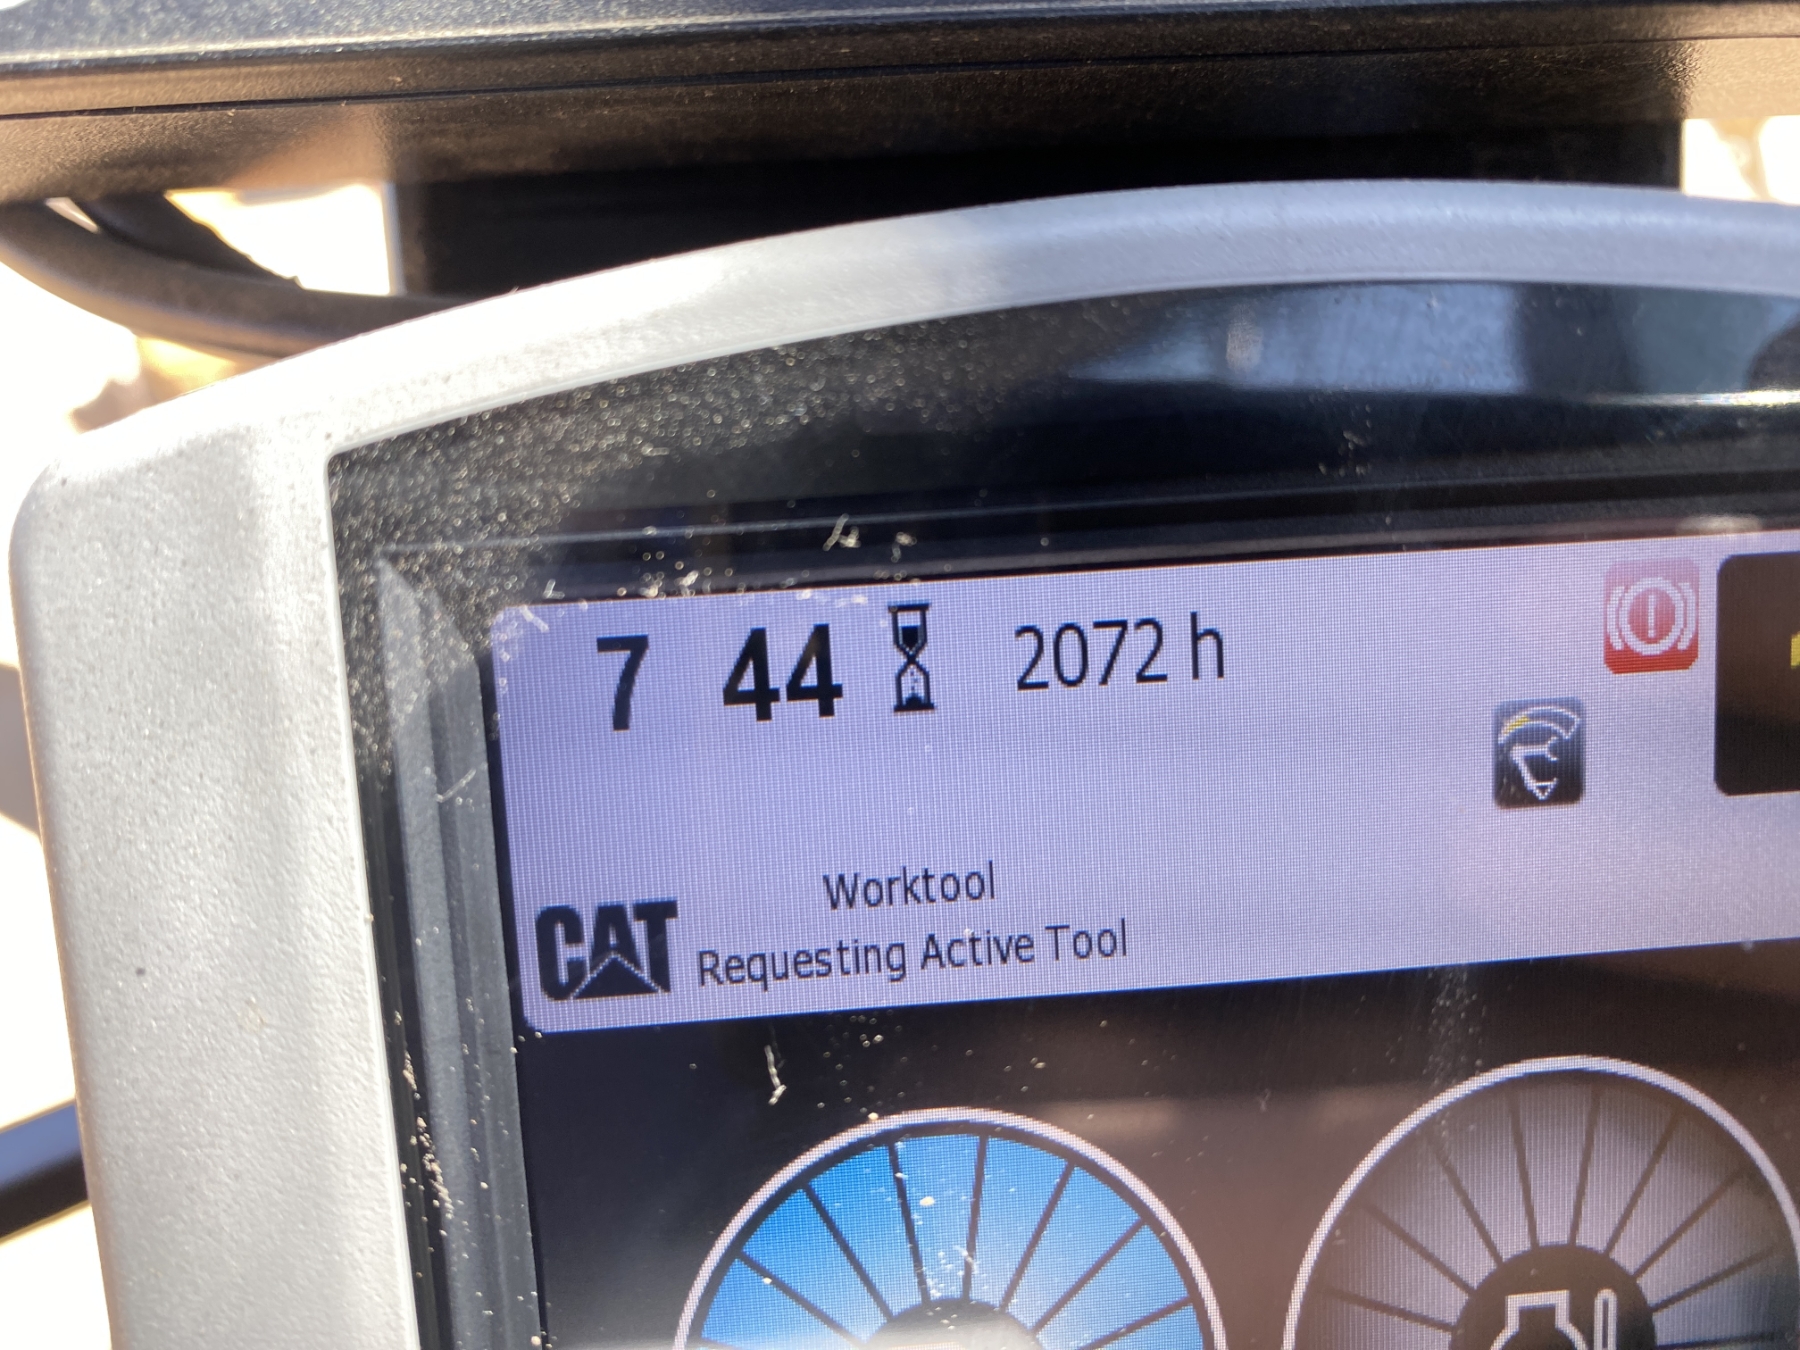 7 44 2072 h
Worktool
CAT Requesting Active Tool